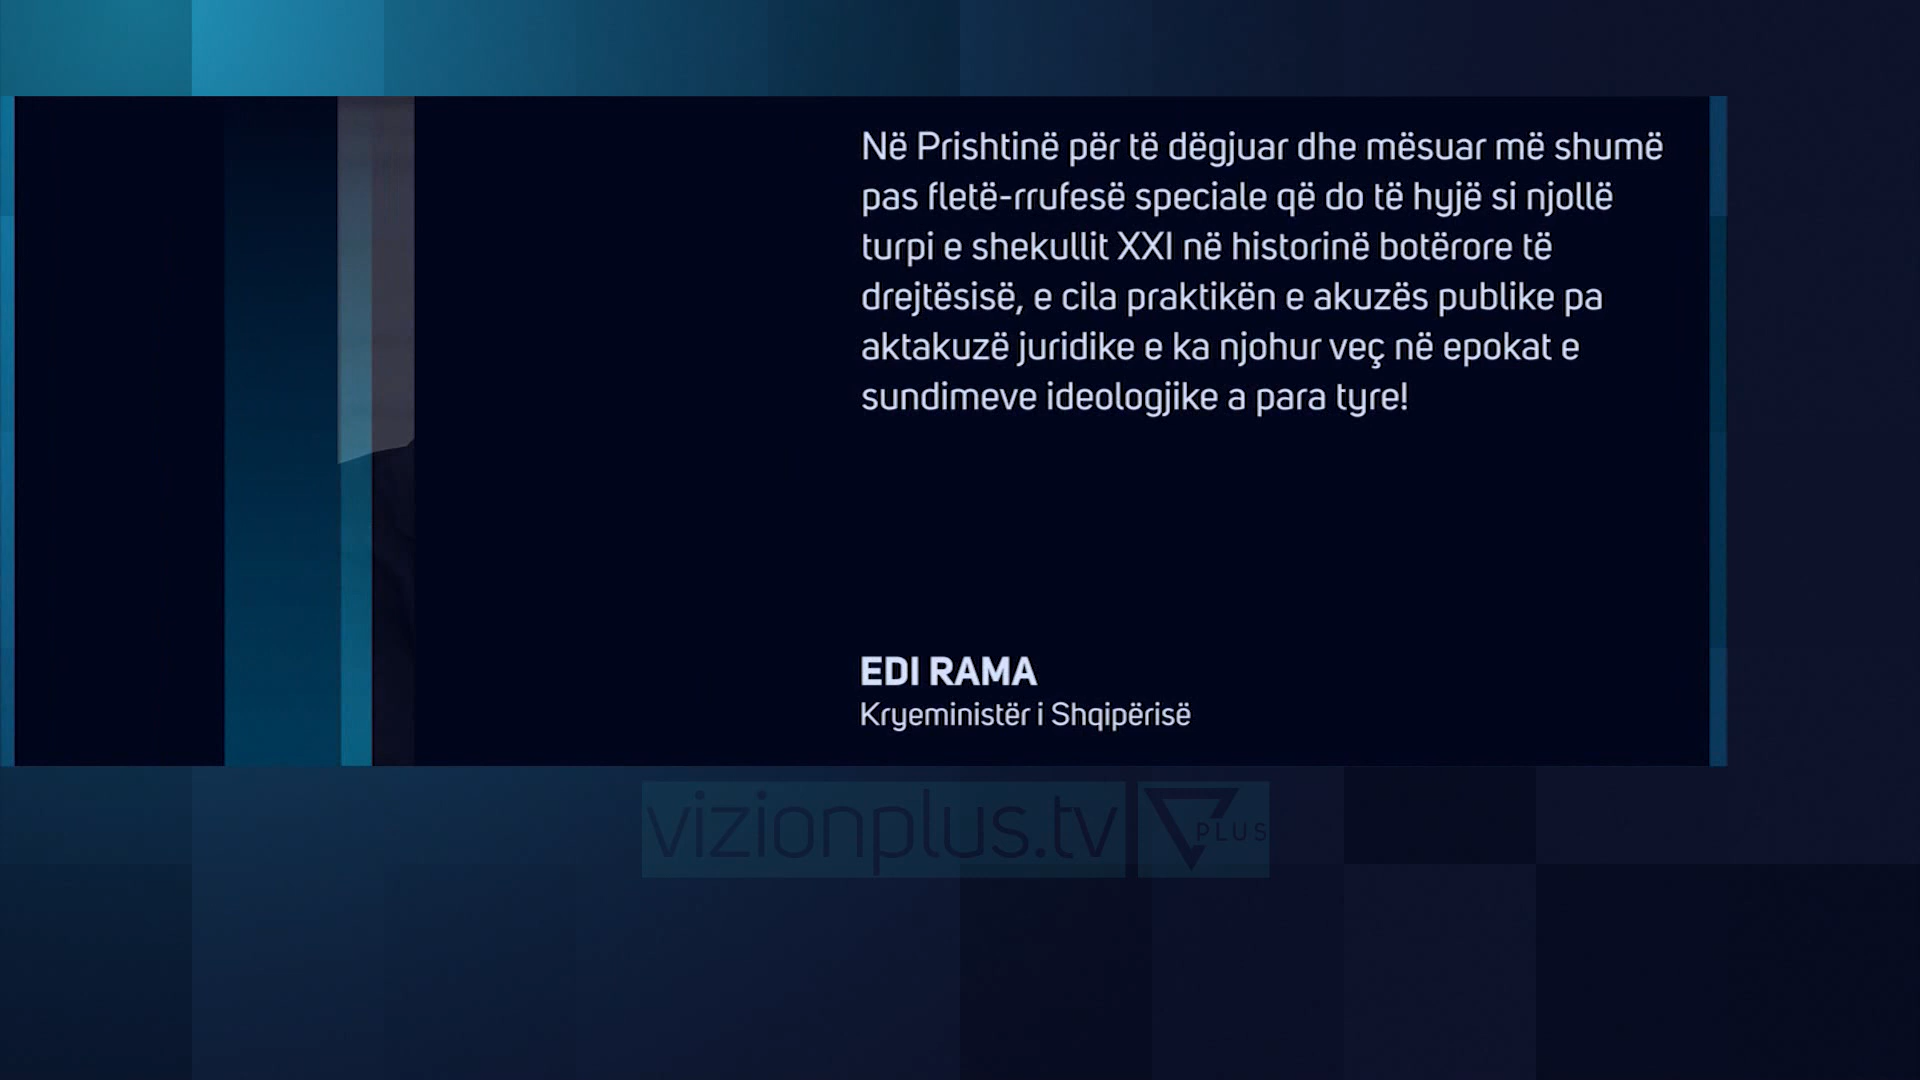 Në Prishtinë për të dëgjuar dhe mësuar më shumë
pas fletë-rrufesë speciale që do të hyjë si njollë
turpi e shekullit XXI në historinë botërore të
drejtësisë, e cila praktikën e akuzës publike pa
aktakuzë juridike e ka njohur veç në epokat e
sundimeve ideologjike a para tyre!
EDI RAMA
Kryeministër i Shqipërisë
vizionplus.tv
PLUS